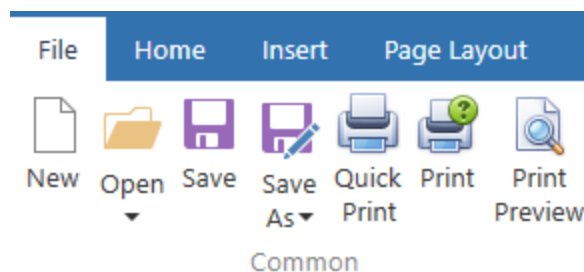 File Home Insert Page Layout
New Open Save Save As Quick Print Print Print Preview
Common